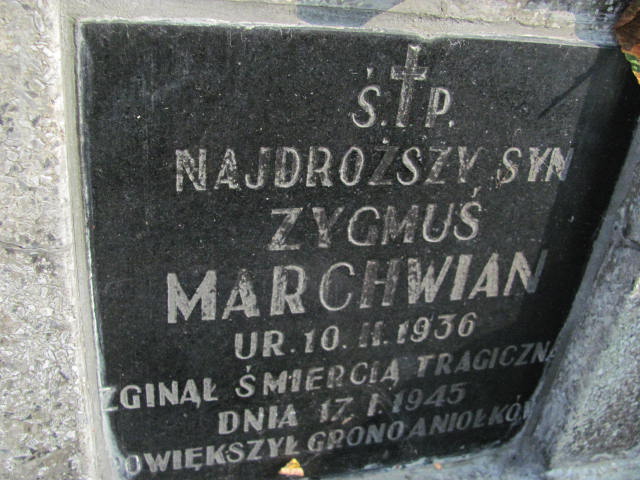 Ś. P.
NAJDROŻSZY SYN
ZYGMUŚ
MARCHWIAN
UR. 10. II. 1936
ZGINĄŁ ŚMIERCIĄ TRAGICZNĄ
DNIA 17. I. 1945
POWIĘKSZYŁ GRONO ANIOŁKÓW